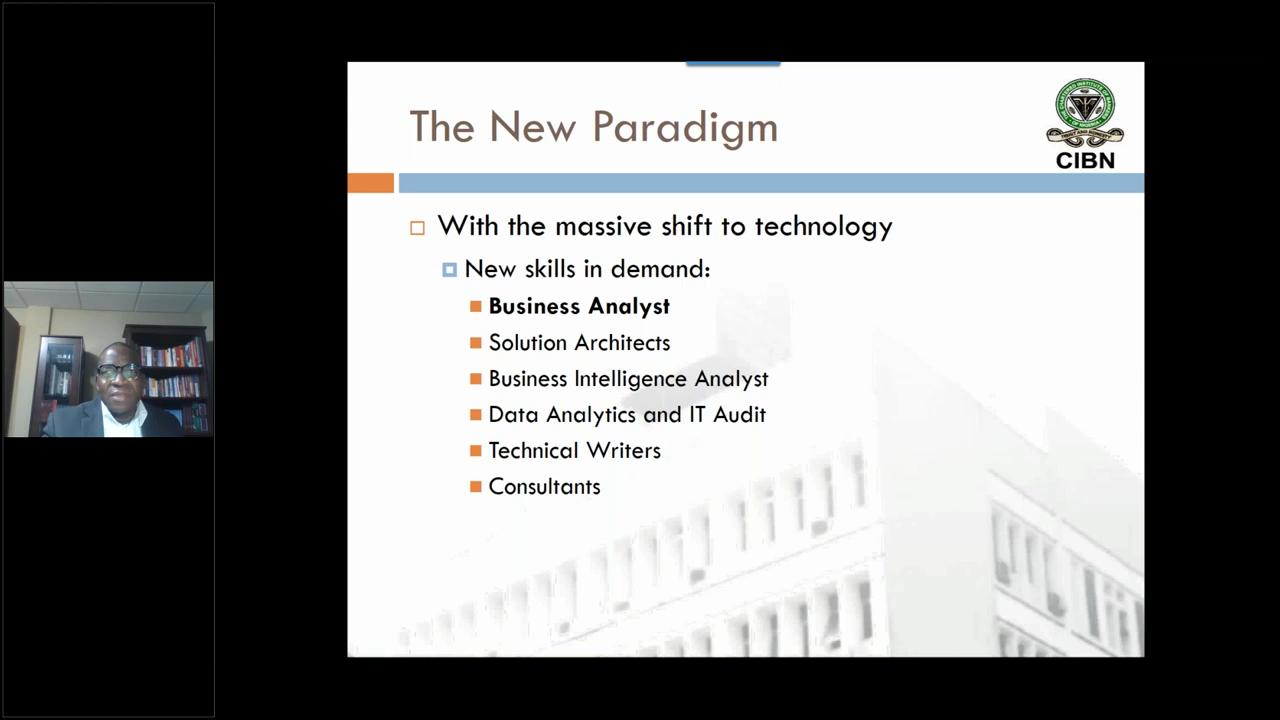 The New Paradigm
CIBN
With the massive shift to technology
New skills in demand:
Business Analyst
Solution Architects
Business Intelligence Analyst
Data Analytics and IT Audit
Technical Writers
Consultants